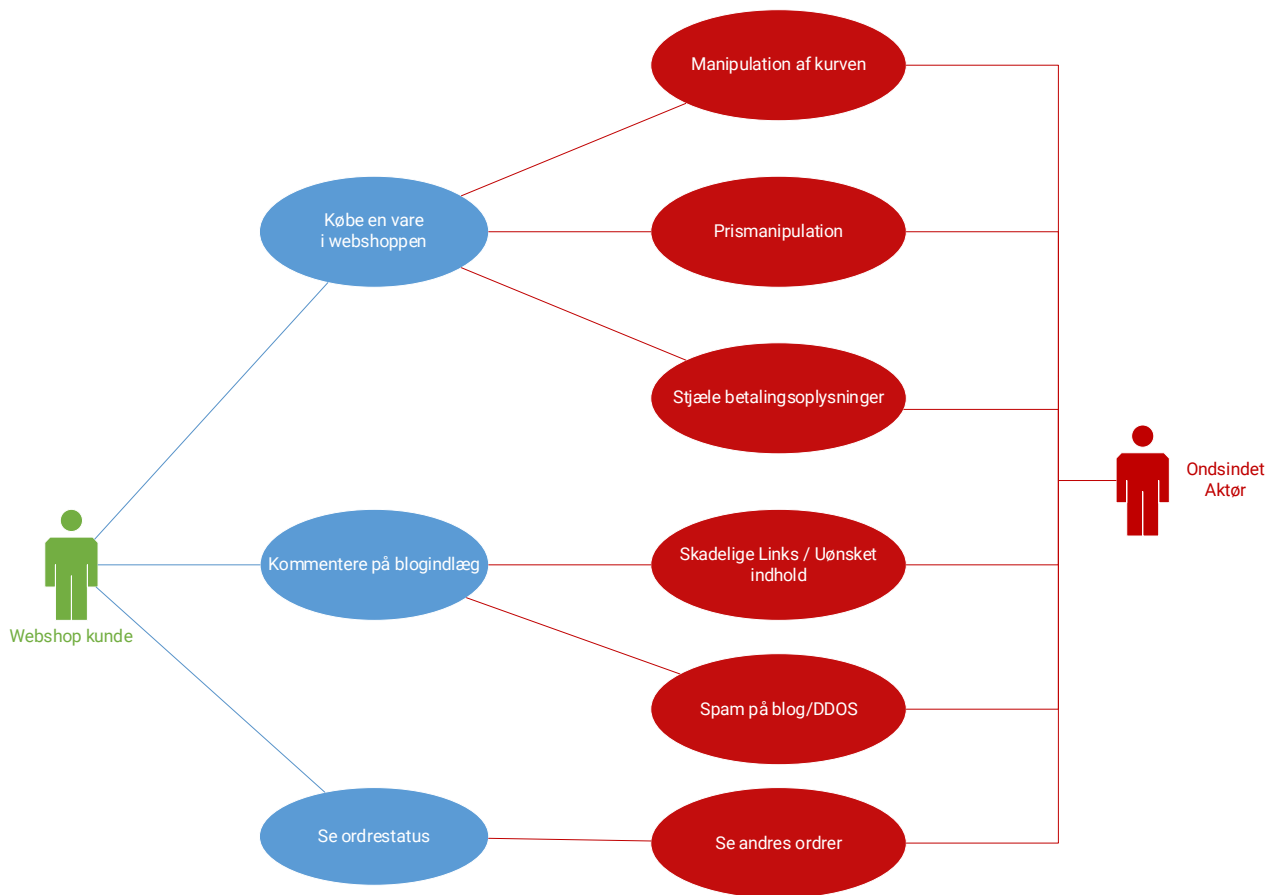 Manipulation af kurven
Købe en vare
i webshoppen
Prismanipulation
Stjæle betalingsoplysninger
Ondsindet
Aktør
Kommentere på blogindlæg
Skadelige Links / Uønsket
indhold
Webshop kunde
Spam på blog/DDOS
Se ordrestatus
Se andres ordrer